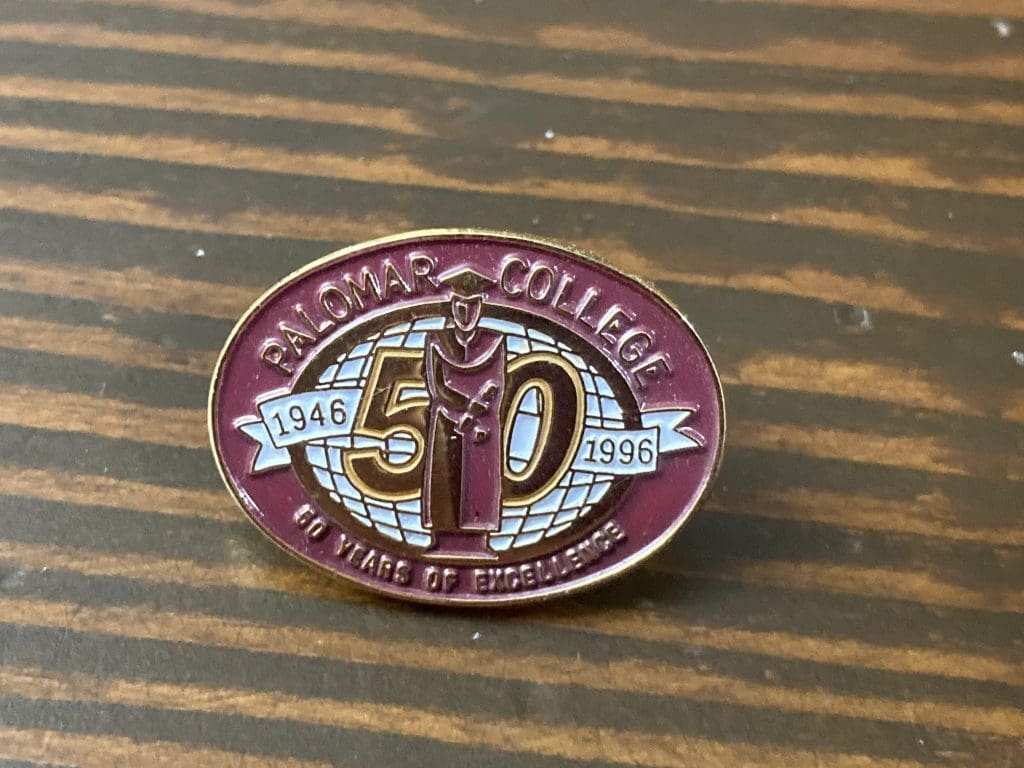 PALOMAR COLLEGE
1946
50
1996
50 YEARS OF EXCELLENCE